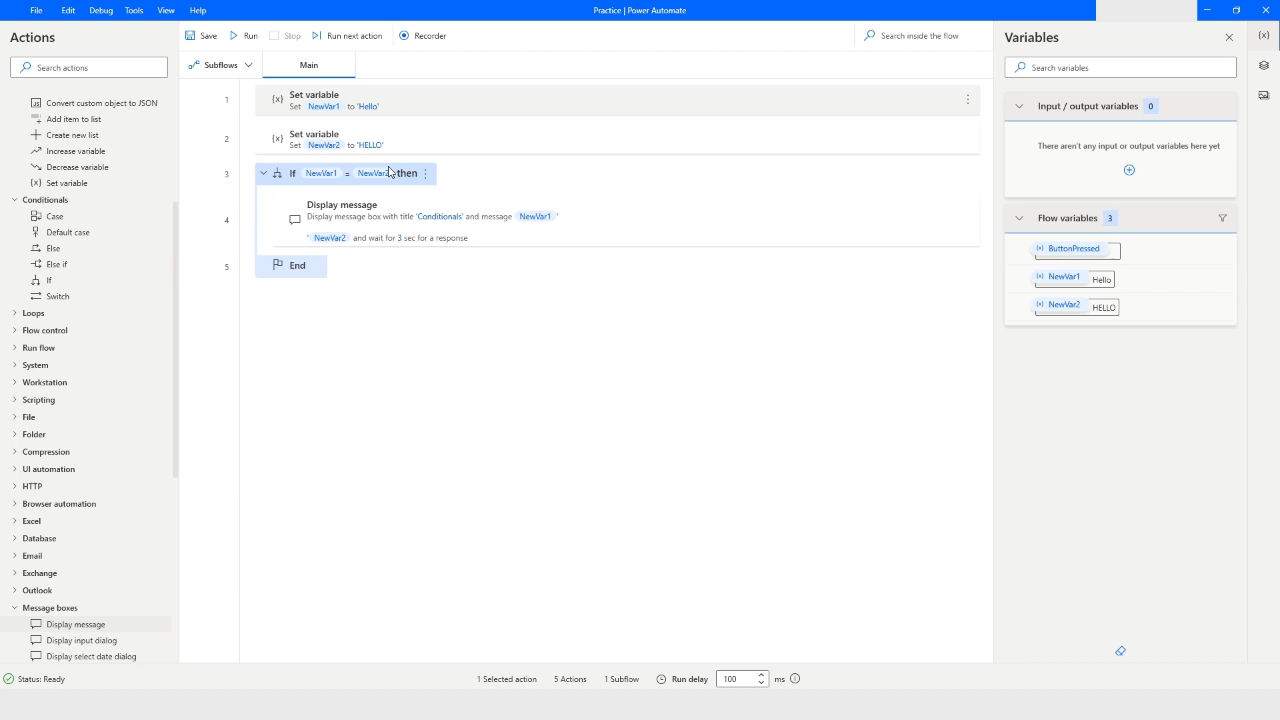 File Edit Debug Tools View Help
Practice | Power Automate
Actions
Search actions
Convert custom object to JSON
Add item to list
Create new list
Increase variable
Decrease variable
{x} Set variable
Conditionals
Case
Default case
Else
Else if
If
Switch
Loops
Flow control
Run flow
System
Workstation
Scripting
File
Folder
Compression
UI automation
HTTP
Browser automation
Excel
Database
Email
Exchange
Outlook
Message boxes
Display message
Display input dialog
Display select date dialog
Save Run Stop Run next action Recorder
Search inside the flow
Subflows Main
1 {x} Set variable
Set NewVar1 to 'Hello'
2 {x} Set variable
Set NewVar2 to 'HELLO'
3 If NewVar1 = NewVar2 then
4 Display message
Display message box with title 'Conditionals' and message NewVar1 '
' NewVar2 and wait for 3 sec for a response
5 End
Variables
{x}
Search variables
Input / output variables 0
There aren't any input or output variables here yet
Flow variables 3
(x) ButtonPressed
(x) NewVar1 Hello
(x) NewVar2 HELLO
Status: Ready
1 Selected action 5 Actions 1 Subflow Run delay 100 ms